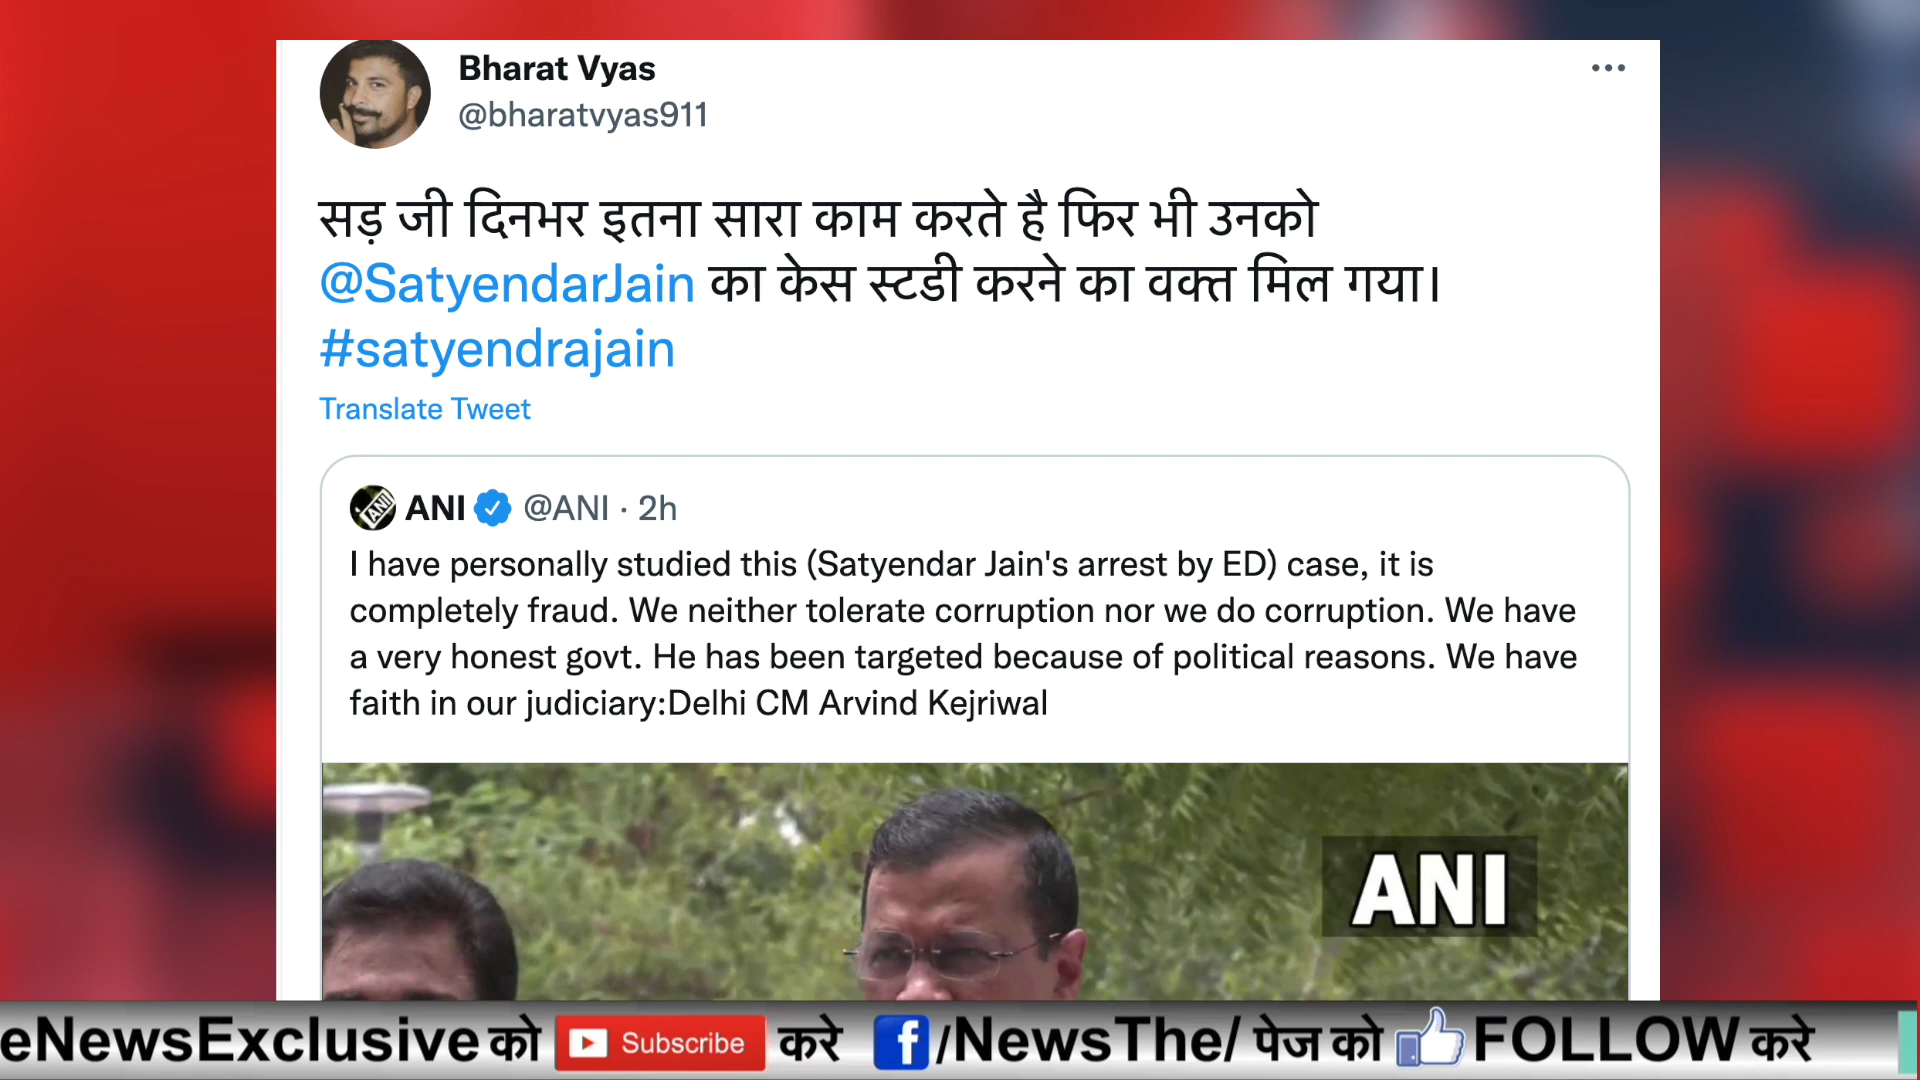 Bharat Vyas
@bharatvyas911
सड़ जी दिनभर इतना सारा काम करते है फिर भी उनको
@SatyendarJain का केस स्टडी करने का वक्त मिल गया।
#satyendrajain
Translate Tweet
ANI @ANI · 2h
I have personally studied this (Satyendar Jain's arrest by ED) case, it is
completely fraud. We neither tolerate corruption nor we do corruption. We have
a very honest govt. He has been targeted because of political reasons. We have
faith in our judiciary:Delhi CM Arvind Kejriwal
ANI
eNewsExclusive को Subscribe करे f/NewsThe/ पेज को FOLLOW करे